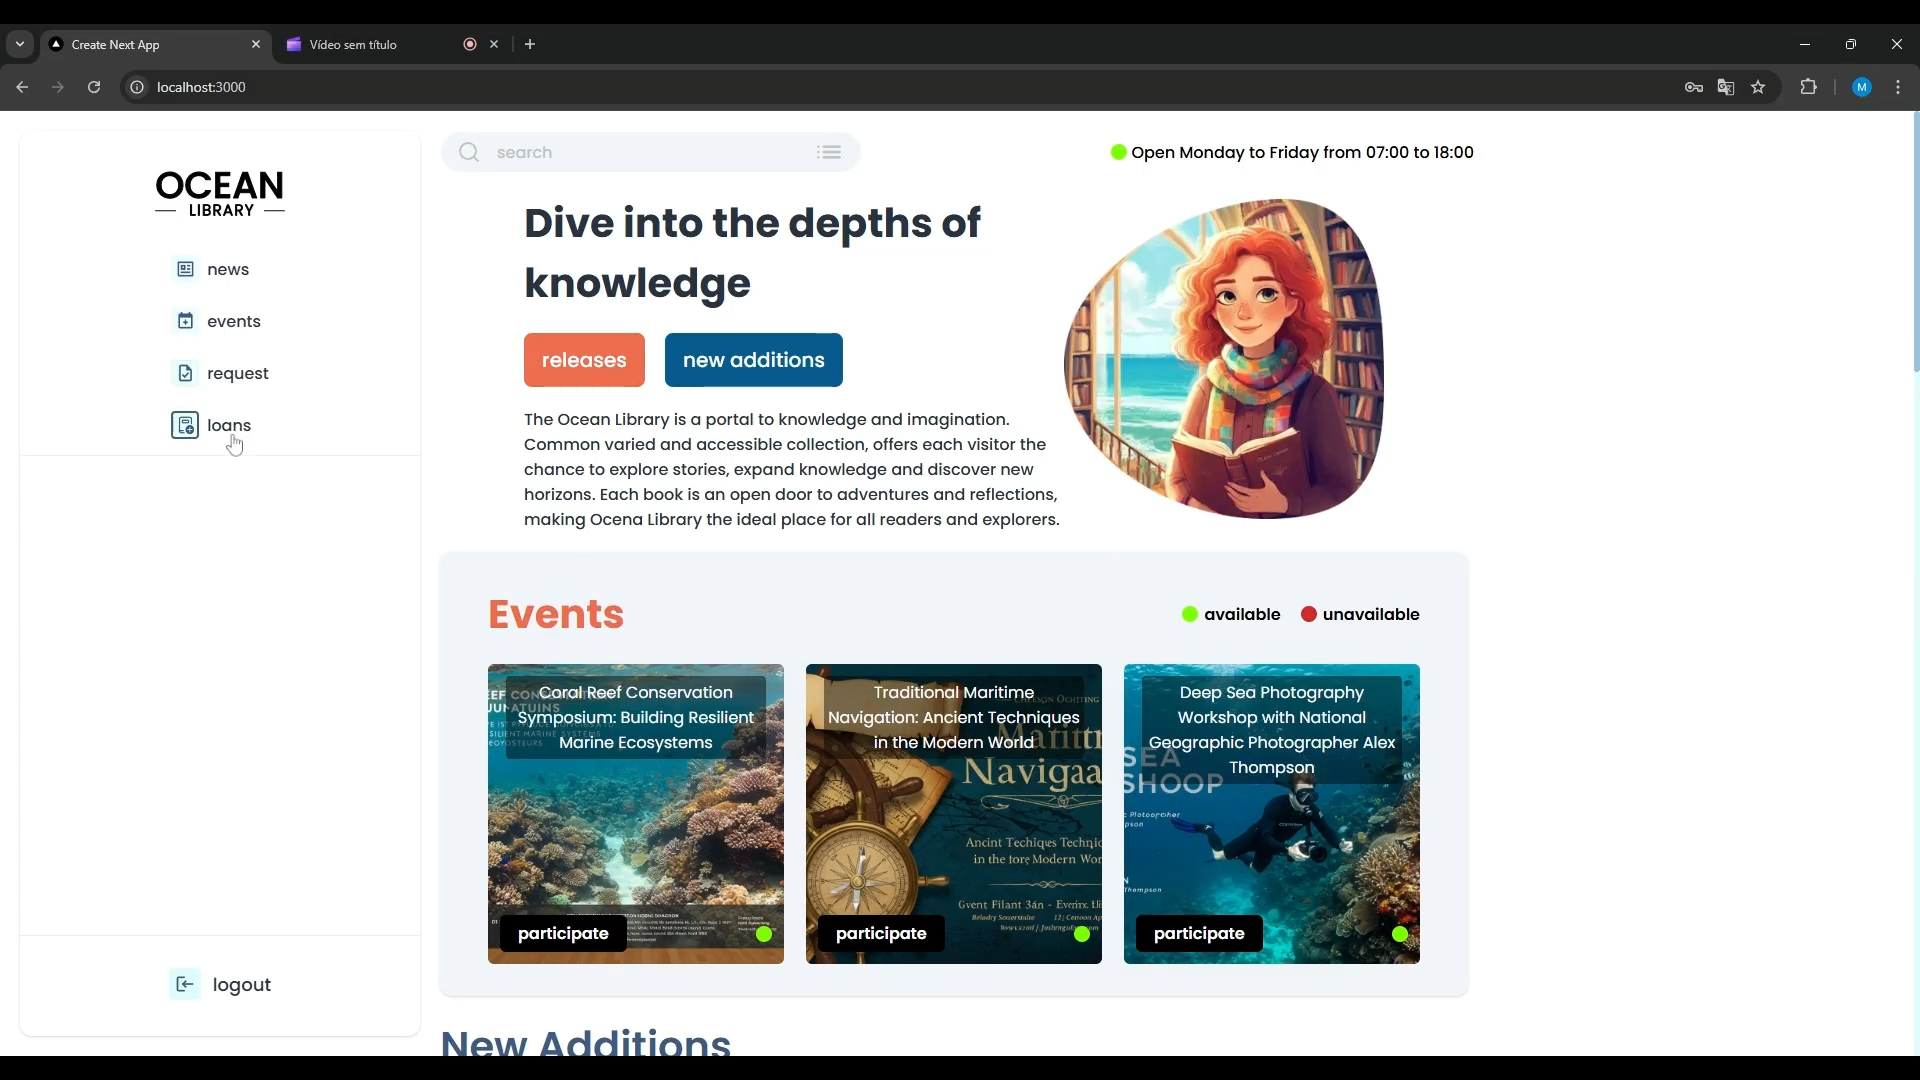 Create Next App
Vídeo sem título
localhost:3000
M
OCEAN
LIBRARY
news
events
request
loans
logout
search
Open Monday to Friday from 07:00 to 18:00
Dive into the depths of
knowledge
releases
new additions
The Ocean Library is a portal to knowledge and imagination.
Common varied and accessible collection, offers each visitor the
chance to explore stories, expand knowledge and discover new
horizons. Each book is an open door to adventures and reflections,
making Ocena Library the ideal place for all readers and explorers.
Events
available
unavailable
Coral Reef Conservation
Symposium: Building Resilient
Marine Ecosystems
participate
Traditional Maritime
Navigation: Ancient Techniques
in the Modern World
Navigaa
Ancint Techiqves Technic
in the fore Modern Wor
participate
Deep Sea Photography
Workshop with National
Geographic Photographer Alex
Thompson
SEA
SHOOP
Thompson
participate
New Additions